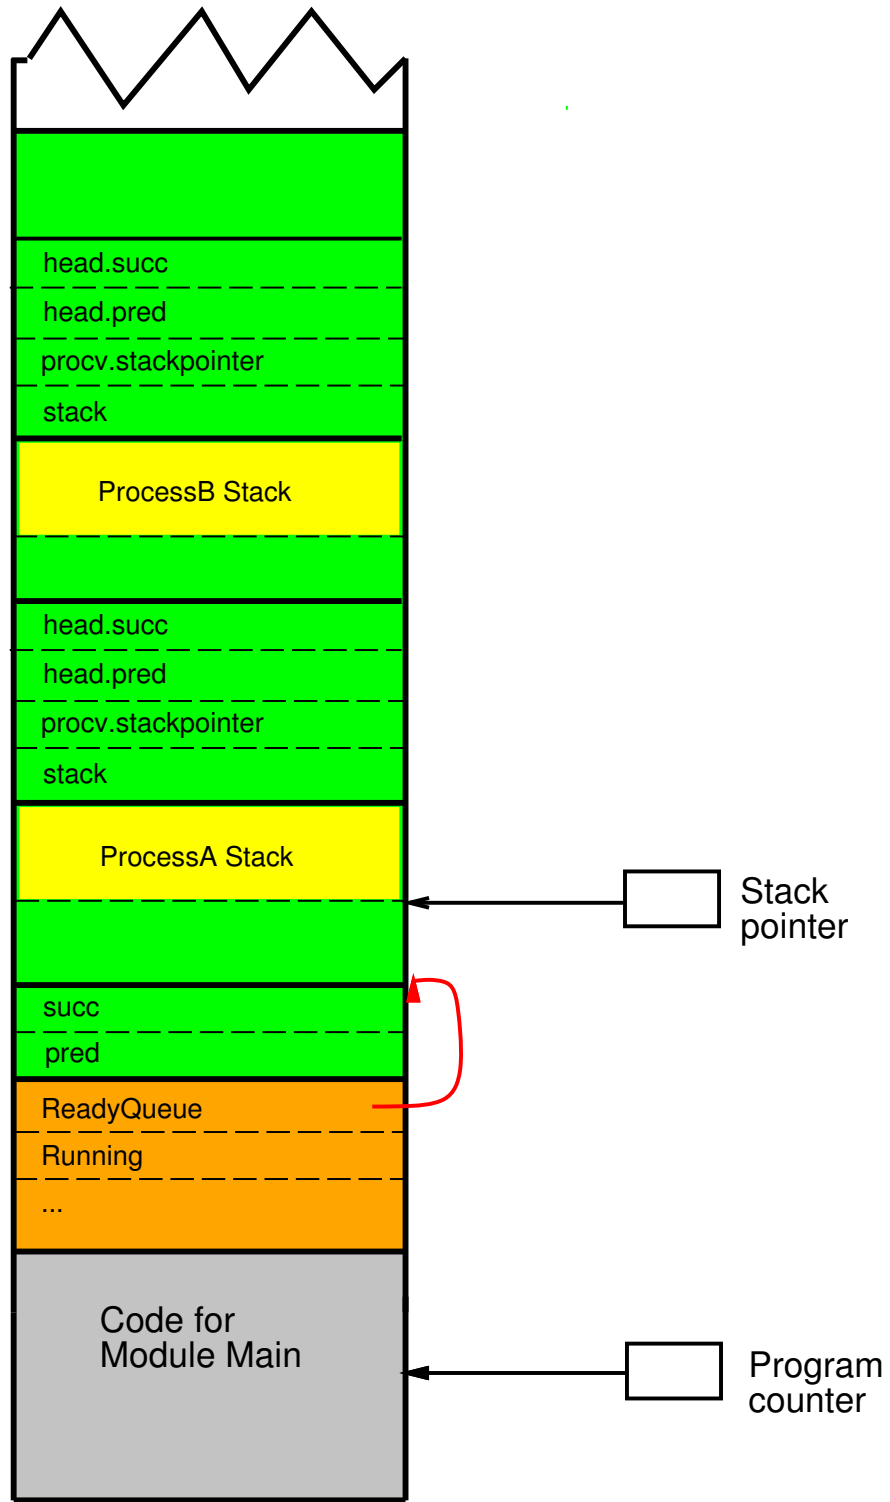 head.succ
head.pred
procv.stackpointer
stack
ProcessB Stack
head.succ
head.pred
procv.stackpointer
stack
ProcessA Stack
Stack
pointer
succ
pred
ReadyQueue
Running
...
Code for
Module Main
Program
counter